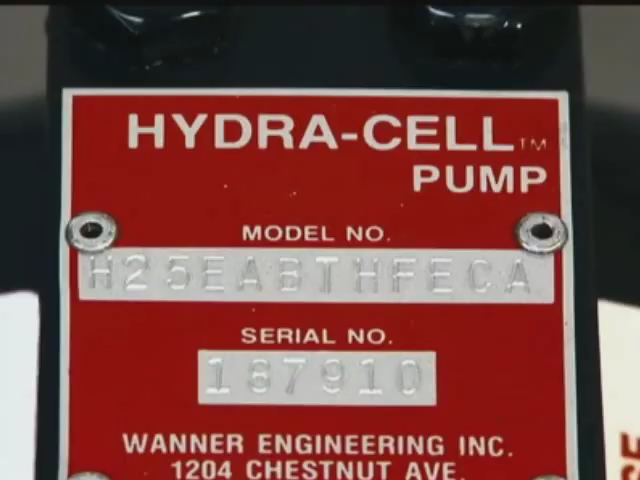 HYDRA-CELL™
PUMP
MODEL NO.
H25EABTHFECA
SERIAL NO.
187910
WANNER ENGINEERING INC.
1204 CHESTNUT AVE.